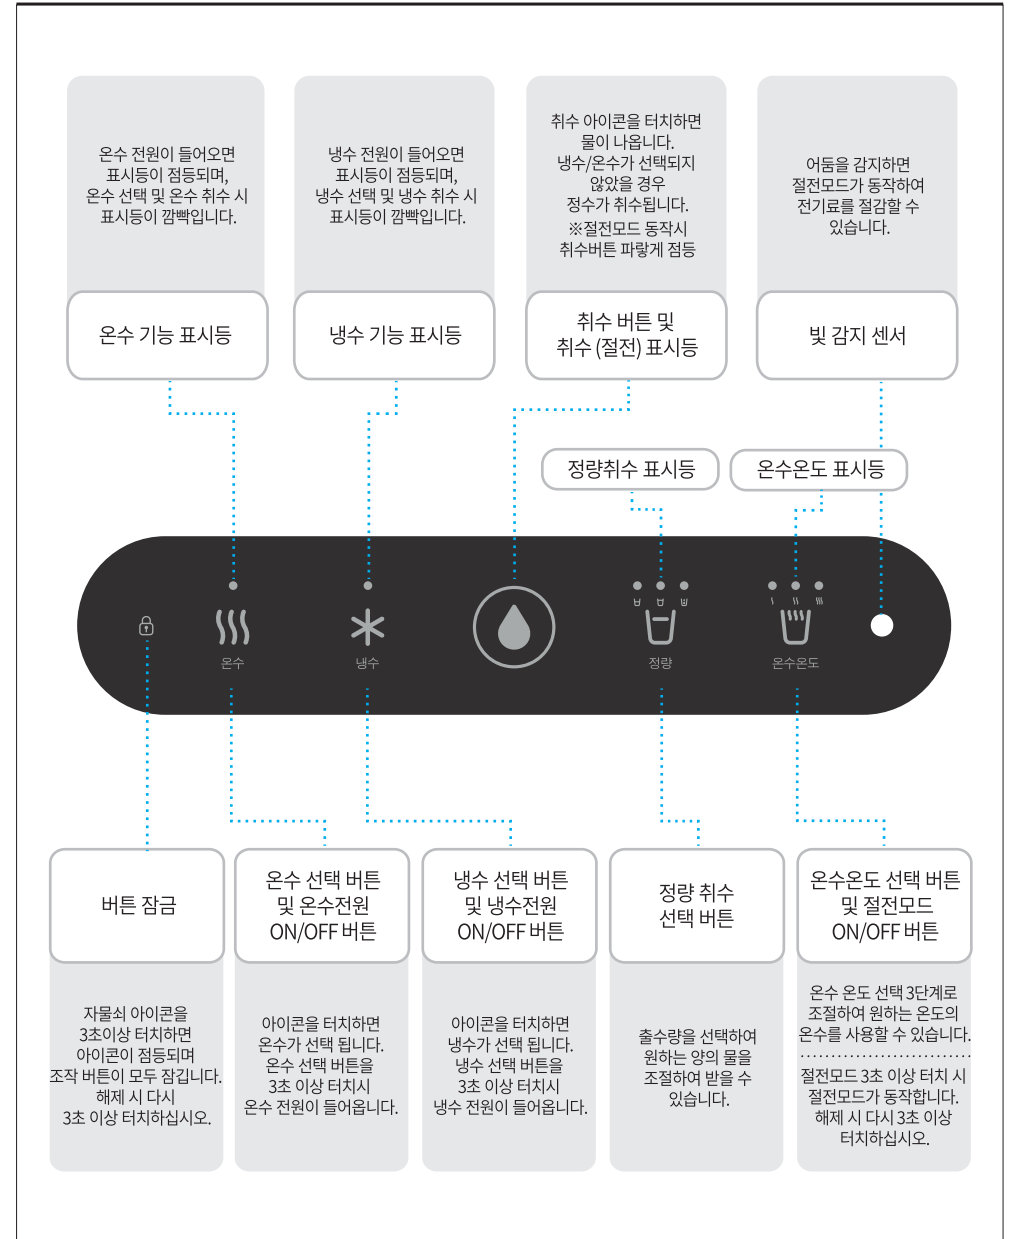 온수 전원이 들어오면
표시등이 점등되며,
온수 선택 및 온수 취수 시
표시등이 깜빡입니다.
온수 기능 표시등
냉수 전원이 들어오면
표시등이 점등되며,
냉수 선택 및 냉수 취수 시
표시등이 깜빡입니다.
냉수 기능 표시등
취수 아이콘을 터치하면
물이 나옵니다.
냉수/온수가 선택되지
않았을 경우
정수가 취수됩니다.
※절전모드 동작시
취수버튼 파랗게 점등
취수 버튼 및
취수 (절전) 표시등
어둠을 감지하면
절전모드가 동작하여
전기료를 절감할 수
있습니다.
빛 감지 센서
정량취수 표시등
온수온도 표시등
온수
냉수
정량
온수온도
버튼 잠금
자물쇠 아이콘을
3초이상 터치하면
아이콘이 점등되며
조작 버튼이 모두 잠깁니다.
해제 시 다시
3초 이상 터치하십시오.
온수 선택 버튼
및 온수전원
ON/OFF 버튼
아이콘을 터치하면
온수가 선택 됩니다.
온수 선택 버튼을
3초 이상 터치시
온수 전원이 들어옵니다.
냉수 선택 버튼
및 냉수전원
ON/OFF 버튼
아이콘을 터치하면
냉수가 선택 됩니다.
냉수 선택 버튼을
3초 이상 터치시
냉수 전원이 들어옵니다.
정량 취수
선택 버튼
출수량을 선택하여
원하는 양의 물을
조절하여 받을 수
있습니다.
온수온도 선택 버튼
및 절전모드
ON/OFF 버튼
온수 온도 선택 3단계로
조절하여 원하는 온도의
온수를 사용할 수 있습니다.
절전모드 3초 이상 터치 시
절전모드가 동작합니다.
해제 시 다시 3초 이상
터치하십시오.